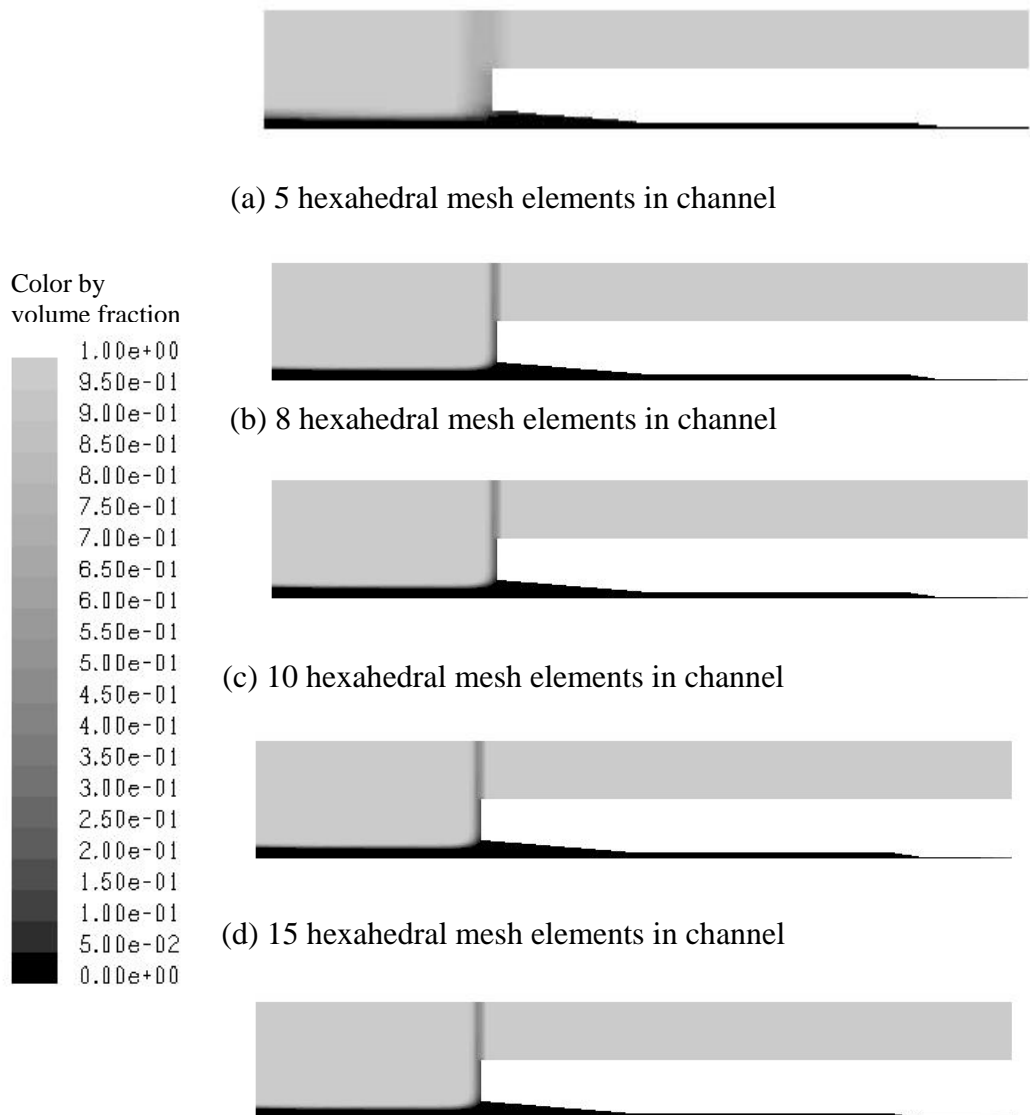 (a) 5 hexahedral mesh elements in channel
Color by
volume fraction
1.00e+00
9.50e-01
9.00e-01
8.50e-01
8.00e-01
7.50e-01
7.00e-01
6.50e-01
6.00e-01
5.50e-01
5.00e-01
4.50e-01
4.00e-01
3.50e-01
3.00e-01
2.50e-01
2.00e-01
1.50e-01
1.00e-01
5.00e-02
0.00e+00
(b) 8 hexahedral mesh elements in channel
(c) 10 hexahedral mesh elements in channel
(d) 15 hexahedral mesh elements in channel